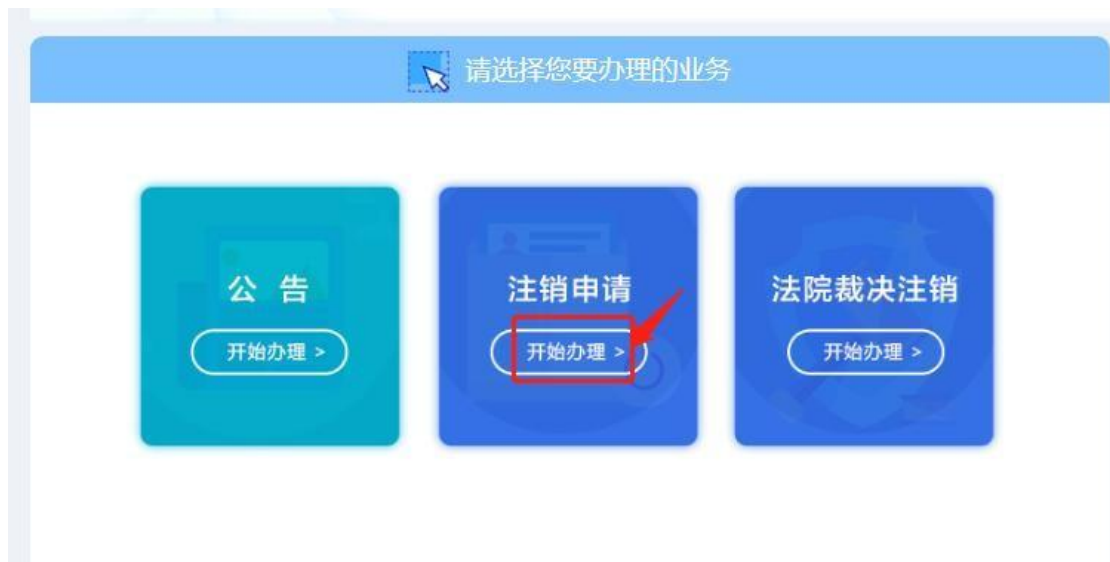 请选择您要办理的业务
公 告
开始办理 >
注销申请
开始办理 >
法院裁决注销
开始办理 >